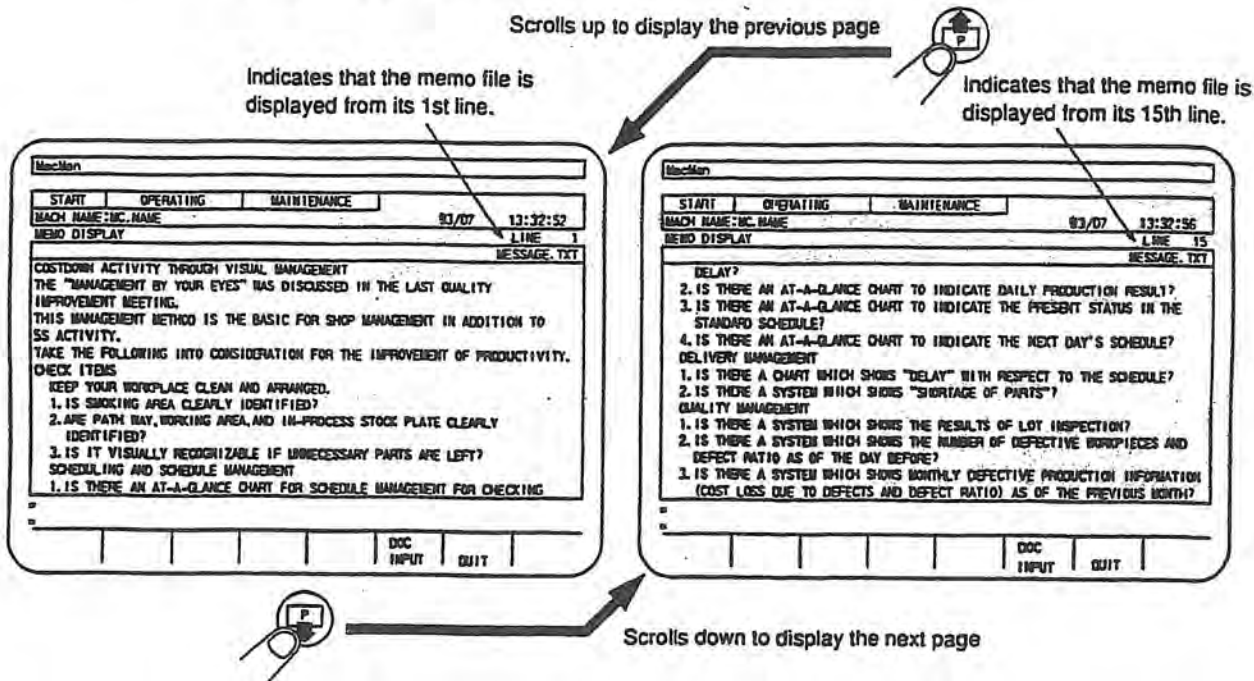 Scrolls up to display the previous page
P
Indicates that the memo file is
displayed from its 1st line.
Indicates that the memo file is
displayed from its 15th line.
MacMan
START OPERATING MAINTENANCE
MACH NAME:MC.NAME 93/07 13:32:52
MEMO DISPLAY LINE 1
MESSAGE.TXT
COSTDOWN ACTIVITY THROUGH VISUAL MANAGEMENT
THE "MANAGEMENT BY YOUR EYES" WAS DISCUSSED IN THE LAST QUALITY
IMPROVEMENT MEETING.
THIS MANAGEMENT METHOD IS THE BASIC FOR SHOP MANAGEMENT IN ADDITION TO
5S ACTIVITY.
TAKE THE FOLLOWING INTO CONSIDERATION FOR THE IMPROVEMENT OF PRODUCTIVITY.
CHECK ITEMS
KEEP YOUR WORKPLACE CLEAN AND ARRANGED.
1. IS SMOKING AREA CLEARLY IDENTIFIED?
2. ARE PATH WAY, WORKING AREA, AND IN-PROCESS STOCK PLATE CLEARLY
IDENTIFIED?
3. IS IT VISUALLY RECOGNIZABLE IF UNNECESSARY PARTS ARE LEFT?
SCHEDULING AND SCHEDULE MANAGEMENT
1. IS THERE AN AT-A-GLANCE CHART FOR SCHEDULE MANAGEMENT FOR CHECKING
=
=
DOC
INPUT QUIT
MacMan
START OPERATING MAINTENANCE
MACH NAME:MC.NAME 93/07 13:32:56
MEMO DISPLAY LINE 15
MESSAGE.TXT
DELAY?
2. IS THERE AN AT-A-GLANCE CHART TO INDICATE DAILY PRODUCTION RESULT?
3. IS THERE AN AT-A-GLANCE CHART TO INDICATE THE PRESENT STATUS IN THE
STANDARD SCHEDULE?
4. IS THERE AN AT-A-GLANCE CHART TO INDICATE THE NEXT DAY'S SCHEDULE?
DELIVERY MANAGEMENT
1. IS THERE A CHART WHICH SHOWS "DELAY" WITH RESPECT TO THE SCHEDULE?
2. IS THERE A SYSTEM WHICH SHOWS "SHORTAGE OF PARTS"?
QUALITY MANAGEMENT
1. IS THERE A SYSTEM WHICH SHOWS THE RESULTS OF LOT INSPECTION?
2. IS THERE A SYSTEM WHICH SHOWS THE NUMBER OF DEFECTIVE WORKPIECES AND
DEFECT RATIO AS OF THE DAY BEFORE?
3. IS THERE A SYSTEM WHICH SHOWS MONTHLY DEFECTIVE PRODUCTION INFORMATION
(COST LOSS DUE TO DEFECTS AND DEFECT RATIO) AS OF THE PREVIOUS MONTH?
=
=
DOC
INPUT QUIT
P
Scrolls down to display the next page